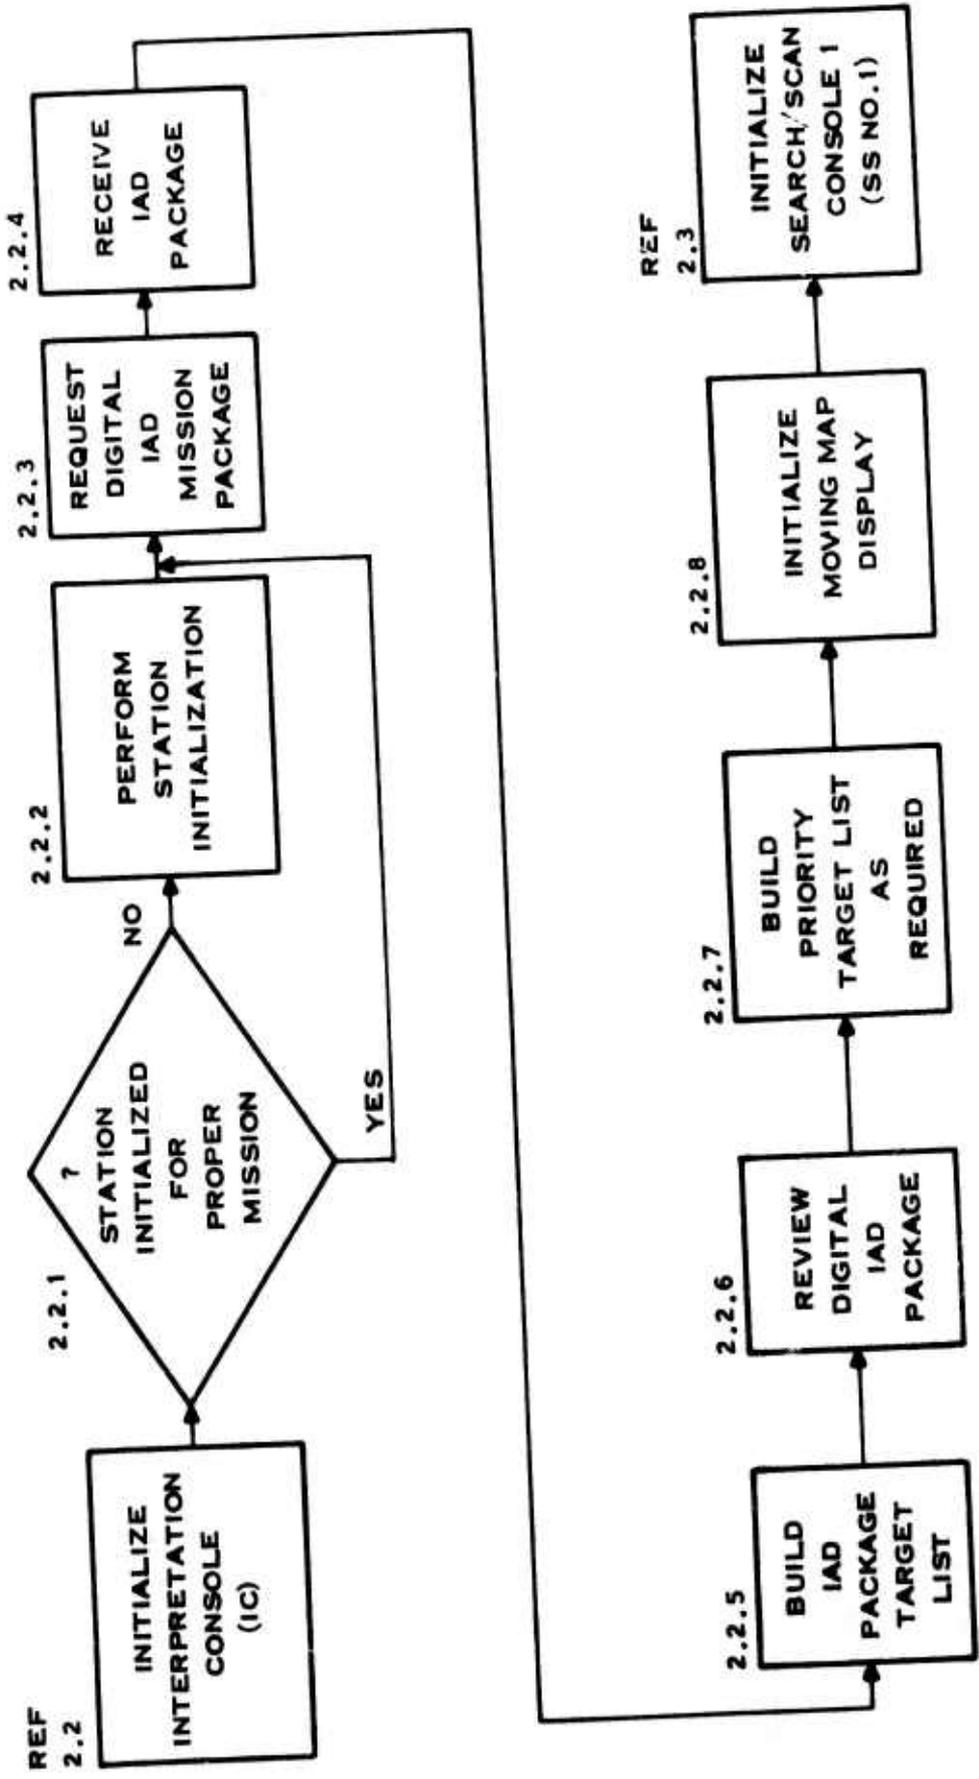 REF
2.2
INITIALIZE
INTERPRETATION
CONSOLE
(IC)
2.2.1
?
STATION
INITIALIZED
FOR
PROPER
MISSION
NO
YES
2.2.2
PERFORM
STATION
INITIALIZATION
2.2.3
REQUEST
DIGITAL
IAD
MISSION
PACKAGE
2.2.4
RECEIVE
IAD
PACKAGE
2.2.5
BUILD
IAD
PACKAGE
TARGET
LIST
2.2.6
REVIEW
DIGITAL
IAD
PACKAGE
2.2.7
BUILD
PRIORITY
TARGET LIST
AS
REQUIRED
2.2.8
INITIALIZE
MOVING MAP
DISPLAY
REF
2.3
INITIALIZE
SEARCH/SCAN
CONSOLE 1
(SS NO.1)